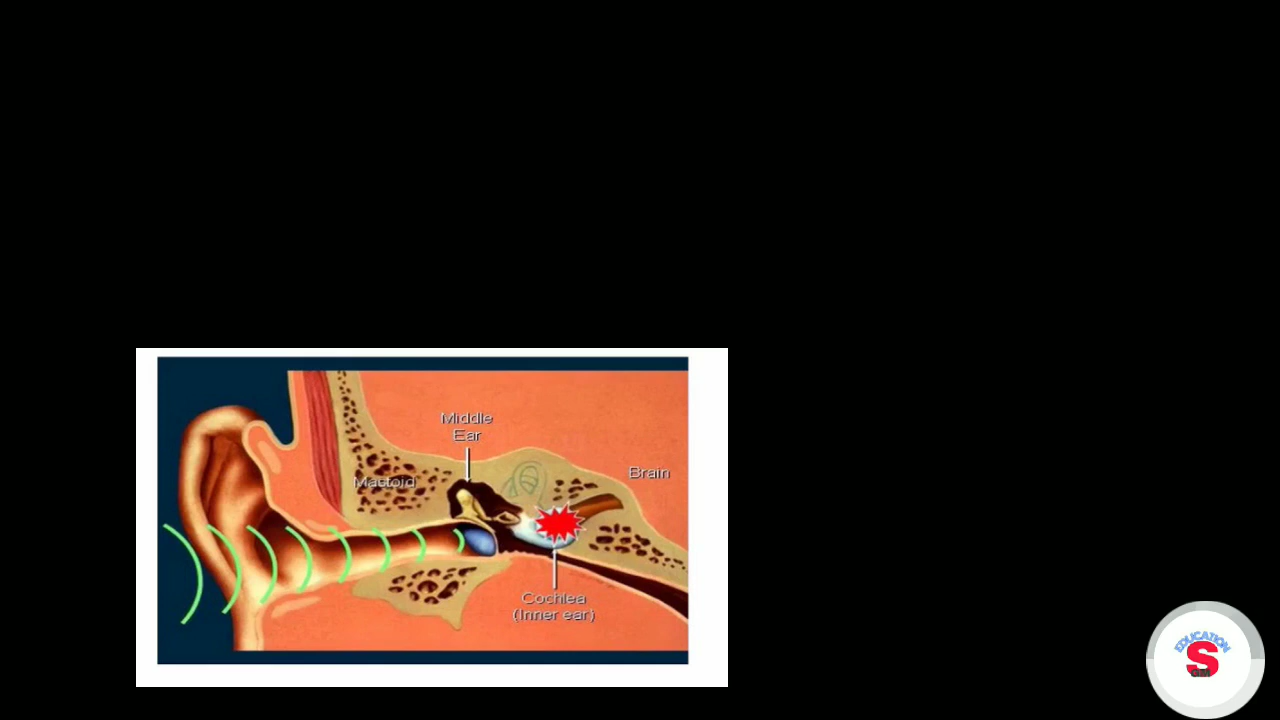 Middle
Ear
Mastoid
Brain
Cochlea
(Inner ear)
EDUCATION
S